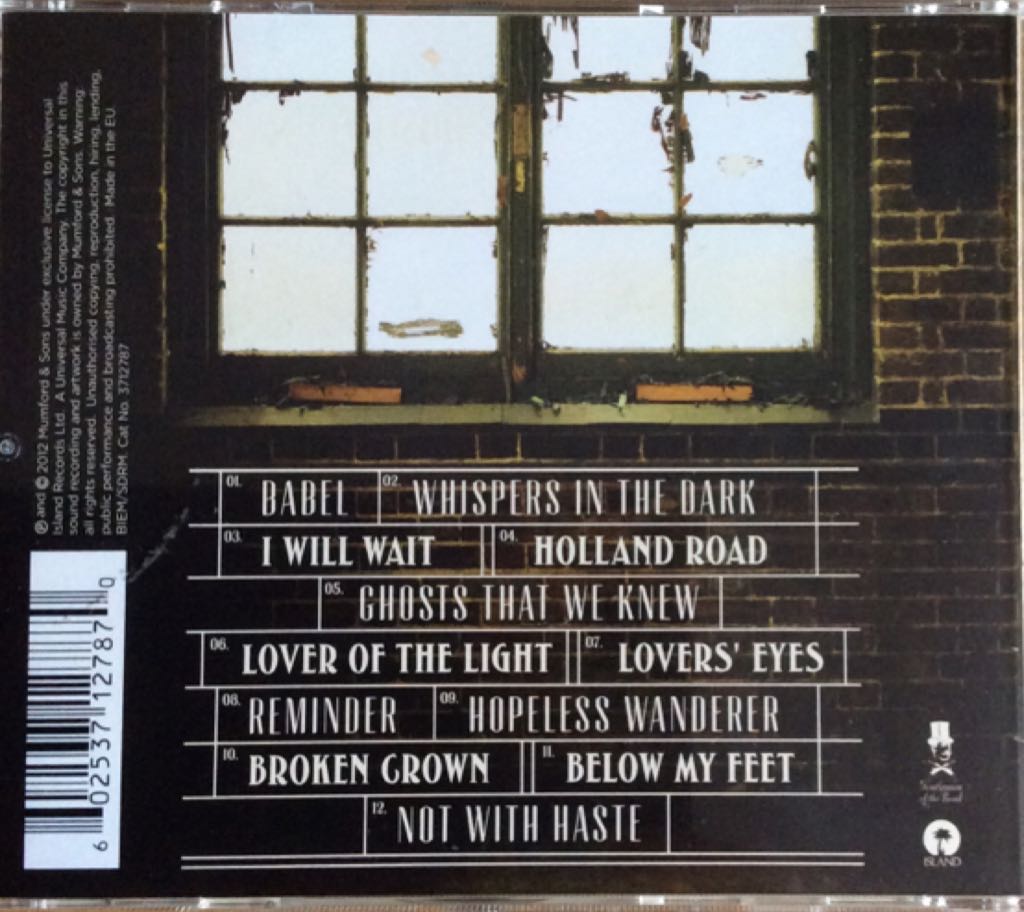 ℗ and © 2012 Mumford & Sons under exclusive license to Universal
Island Records Ltd. A Universal Music Company. The copyright in this
sound recording and artwork is owned by Mumford & Sons. Warning:
all rights reserved. Unauthorised copying, reproduction, hiring, lending,
public performance and broadcasting prohibited. Made in the EU.
BIEM/SDRM. Cat No. 3712787
01. BABEL 02. WHISPERS IN THE DARK
03. I WILL WAIT 04. HOLLAND ROAD
05. GHOSTS THAT WE KNEW
06. LOVER OF THE LIGHT 07. LOVERS' EYES
08. REMINDER 09. HOPELESS WANDERER
10. BROKEN CROWN 11. BELOW MY FEET
12. NOT WITH HASTE
6 02537 12787 0
of the Road
ISLAND